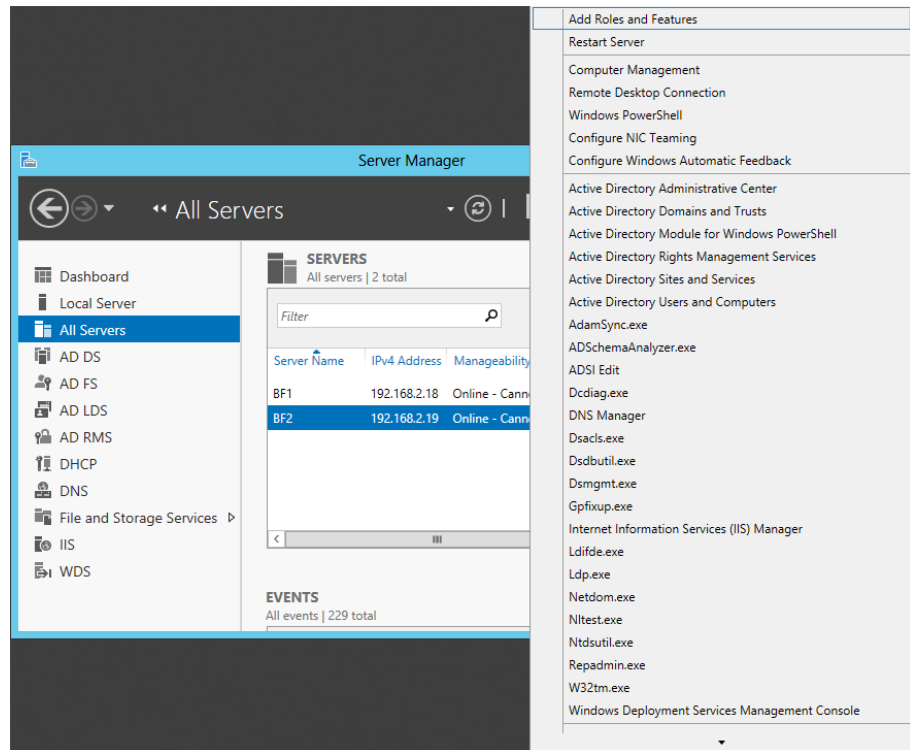 Server Manager
All Servers
Dashboard
Local Server
All Servers
AD DS
AD FS
AD LDS
AD RMS
DHCP
DNS
File and Storage Services
IIS
WDS
SERVERS
All servers | 2 total
Filter
Server Name IPv4 Address Manageability
BF1 192.168.2.18 Online - Cann
BF2 192.168.2.19 Online - Cann
EVENTS
All events | 229 total
Add Roles and Features
Restart Server
Computer Management
Remote Desktop Connection
Windows PowerShell
Configure NIC Teaming
Configure Windows Automatic Feedback
Active Directory Administrative Center
Active Directory Domains and Trusts
Active Directory Module for Windows PowerShell
Active Directory Rights Management Services
Active Directory Sites and Services
Active Directory Users and Computers
AdamSync.exe
ADSchemaAnalyzer.exe
ADSI Edit
Dcdiag.exe
DNS Manager
Dsacls.exe
Dsdbutil.exe
Dsmgmt.exe
Gpfixup.exe
Internet Information Services (IIS) Manager
Ldifde.exe
Ldp.exe
Netdom.exe
Nltest.exe
Ntdsutil.exe
Repadmin.exe
W32tm.exe
Windows Deployment Services Management Console